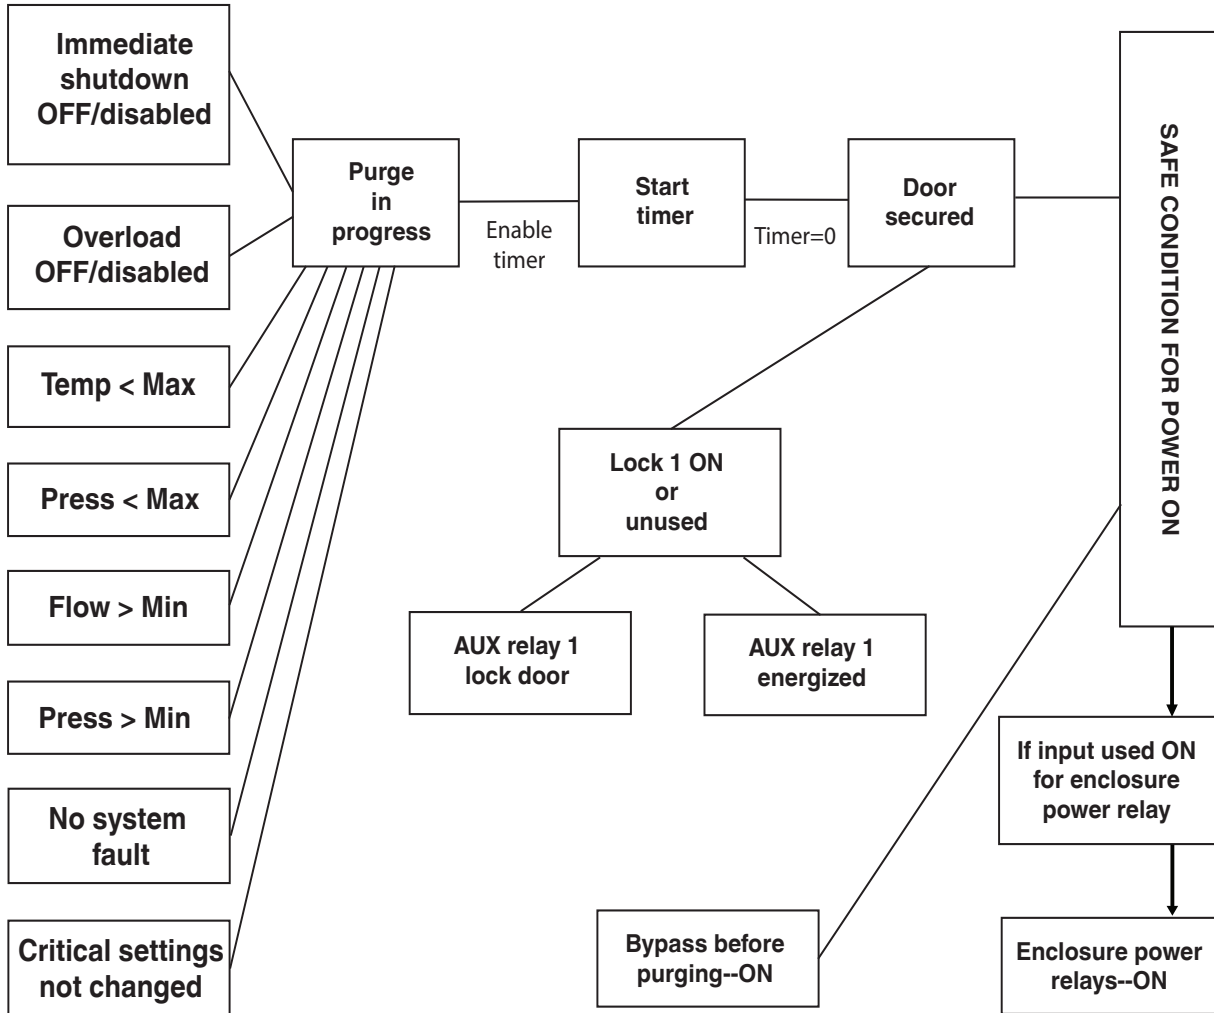 Immediate
shutdown
OFF/disabled
Overload
OFF/disabled
Temp < Max
Press < Max
Flow > Min
Press > Min
No system
fault
Critical settings
not changed
Purge
in
progress
Enable
timer
Start
timer
Timer=0
Door
secured
Lock 1 ON
or
unused
AUX relay 1
lock door
AUX relay 1
energized
Bypass before
purging--ON
SAFE CONDITION FOR POWER ON
If input used ON
for enclosure
power relay
Enclosure power
relays--ON